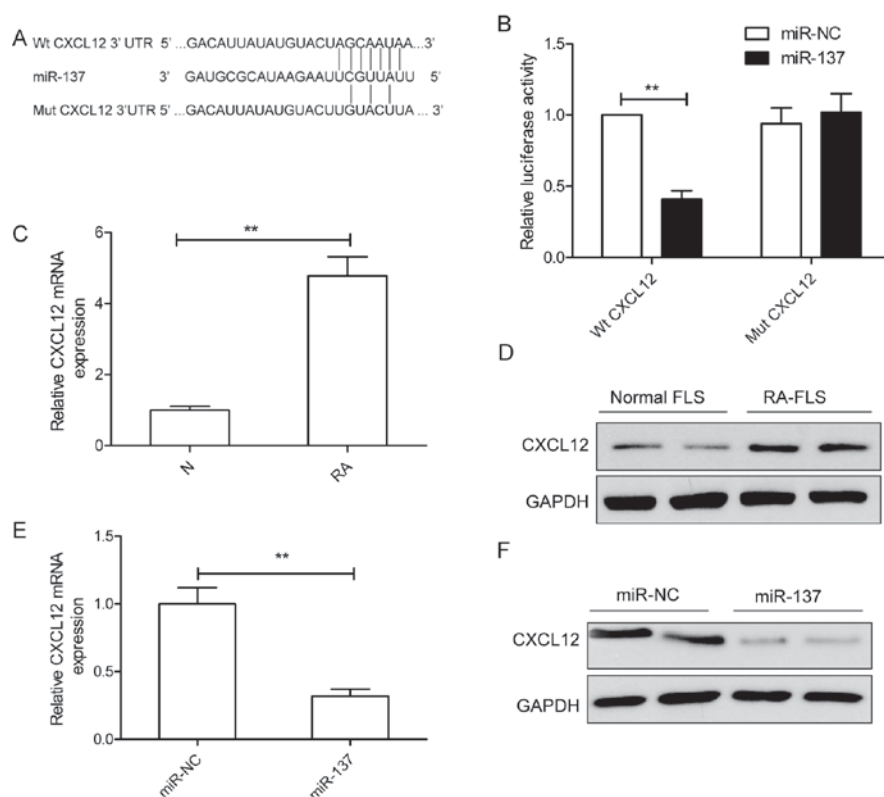 A
Wt CXCL12 3' UTR 5' ...GACAUUAUAUGUACUAGCAAUAA...3'
miR-137 3' GAUGCGCAUAAGAAUUCGUUAUU 5'
Mut CXCL12 3'UTR 5' ...GACAUUAUAUGUACUUGUACUUA... 3'
B
miR-NC
miR-137
Relative luciferase activity
1.5
1.0
0.5
0.0
**
Wt CXCL12
Mut CXCL12
C
Relative CXCL12 mRNA
expression
6
4
2
0
**
N
RA
D
Normal FLS RA-FLS
CXCL12
GAPDH
E
Relative CXCL12 mRNA
expression
1.5
1.0
0.5
0.0
**
miR-NC
miR-137
F
miR-NC miR-137
CXCL12
GAPDH